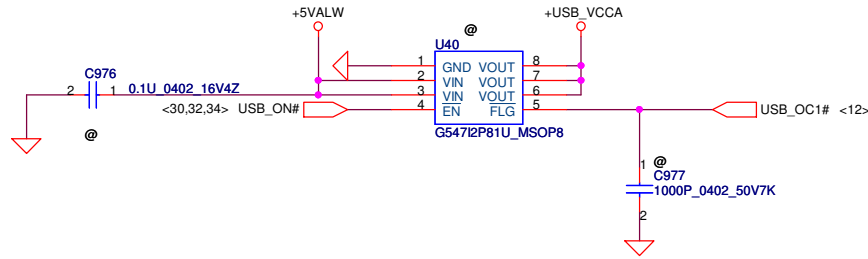 +5VALW
+USB_VCCA
@
U40
C976
2
1
0.1U_0402_16V4Z
@
1
2
3
4
GND
VIN
VIN
EN
VOUT
VOUT
VOUT
FLG
8
7
6
5
G547I2P81U_MSOP8
<30,32,34>
USB_ON#
USB_OC1#
<12>
1
@
C977
1000P_0402_50V7K
2